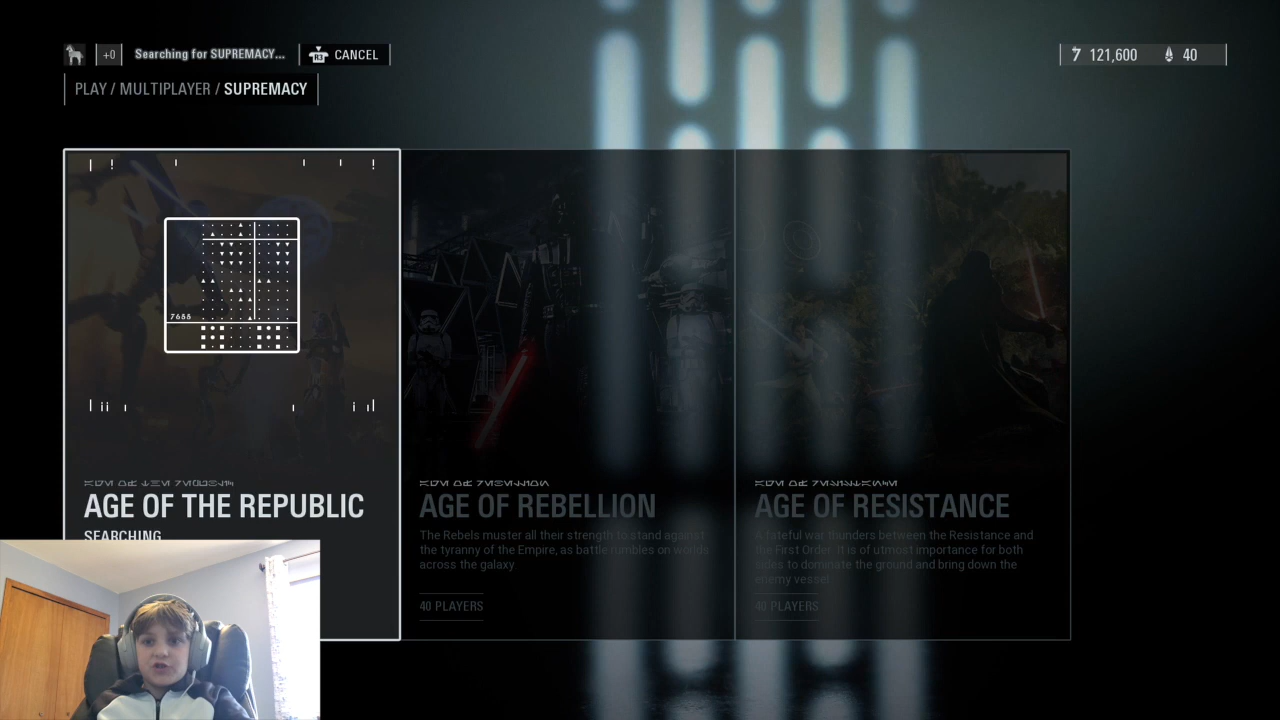 +0 Searching for SUPREMACY... R3 CANCEL
7 121,600 40
PLAY / MULTIPLAYER / SUPREMACY
7655
AGE OF THE REPUBLIC
SEARCHING
AGE OF REBELLION
The Rebels muster all their strength to stand against
the tyranny of the Empire, as battle rumbles on worlds
across the galaxy.
40 PLAYERS
AGE OF RESISTANCE
A fateful war thunders between the Resistance and
the First Order. It is of utmost importance for both
sides to dominate the ground and bring down the
enemy vessel.
40 PLAYERS